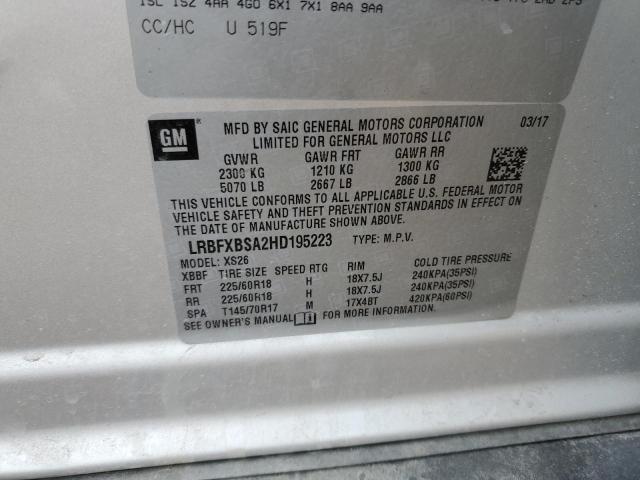 1SL 1SZ 4AA 4G0 6X1 7X1 8AA 9AA
CC/HC U 519F
GM
MFD BY SAIC GENERAL MOTORS CORPORATION 03/17
LIMITED FOR GENERAL MOTORS LLC
GVWR GAWR FRT GAWR RR
2300 KG 1210 KG 1300 KG
5070 LB 2667 LB 2866 LB
THIS VEHICLE CONFORMS TO ALL APPLICABLE U.S. FEDERAL MOTOR
VEHICLE SAFETY AND THEFT PREVENTION STANDARDS IN EFFECT ON
THE DATE OF MANUFACTURE SHOWN ABOVE.
LRBFXBSA2HD195223 TYPE: M.P.V.
MODEL: XS26
XBBF TIRE SIZE SPEED RTG RIM COLD TIRE PRESSURE
FRT 225/60R18 H 18X7.5J 240KPA(35PSI)
RR 225/60R18 H 18X7.5J 240KPA(35PSI)
SPA T145/70R17 M 17X4BT 420KPA(60PSI)
SEE OWNER'S MANUAL FOR MORE INFORMATION.